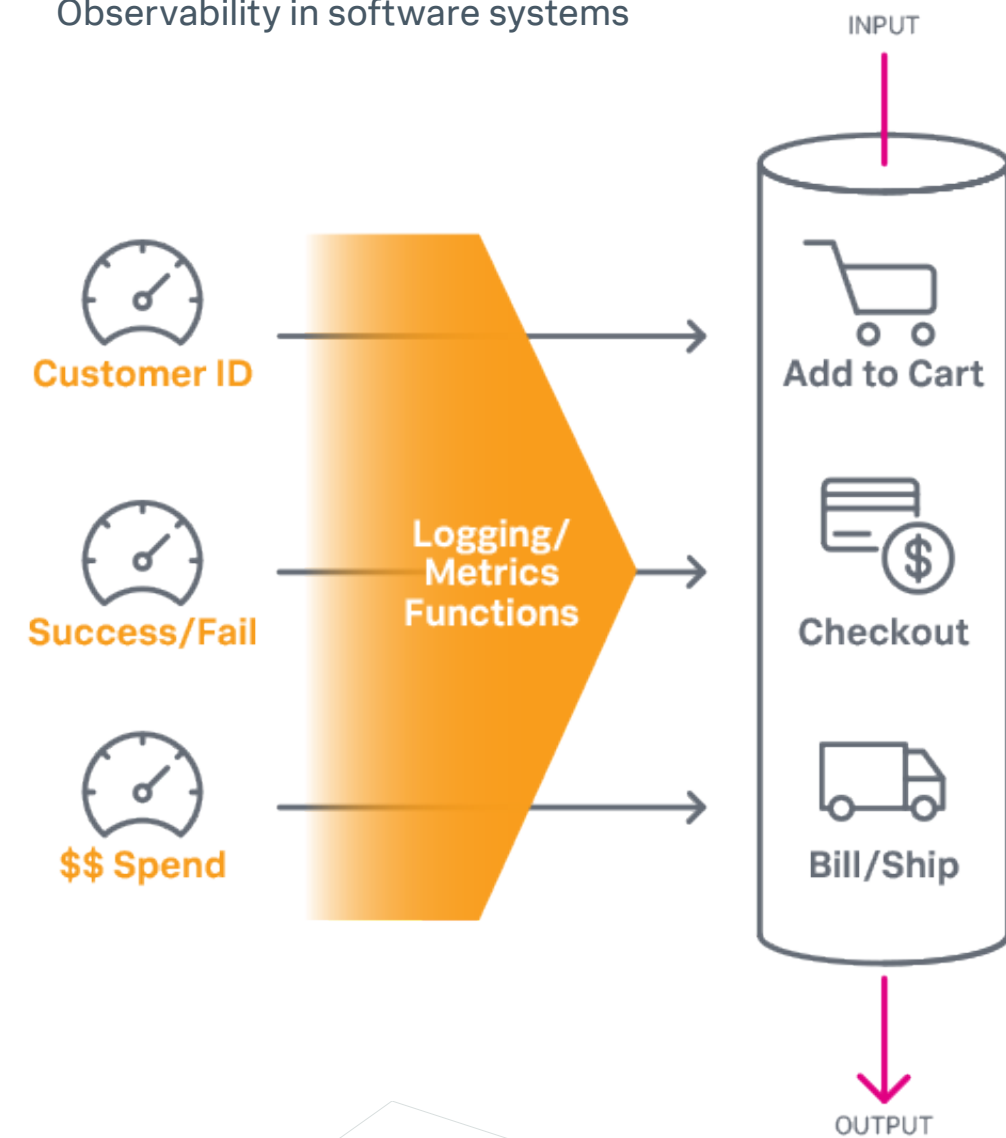 Observability in software systems
INPUT
Customer ID
Add to Cart
Logging/
Metrics
Functions
Success/Fail
Checkout
$$ Spend
Bill/Ship
OUTPUT